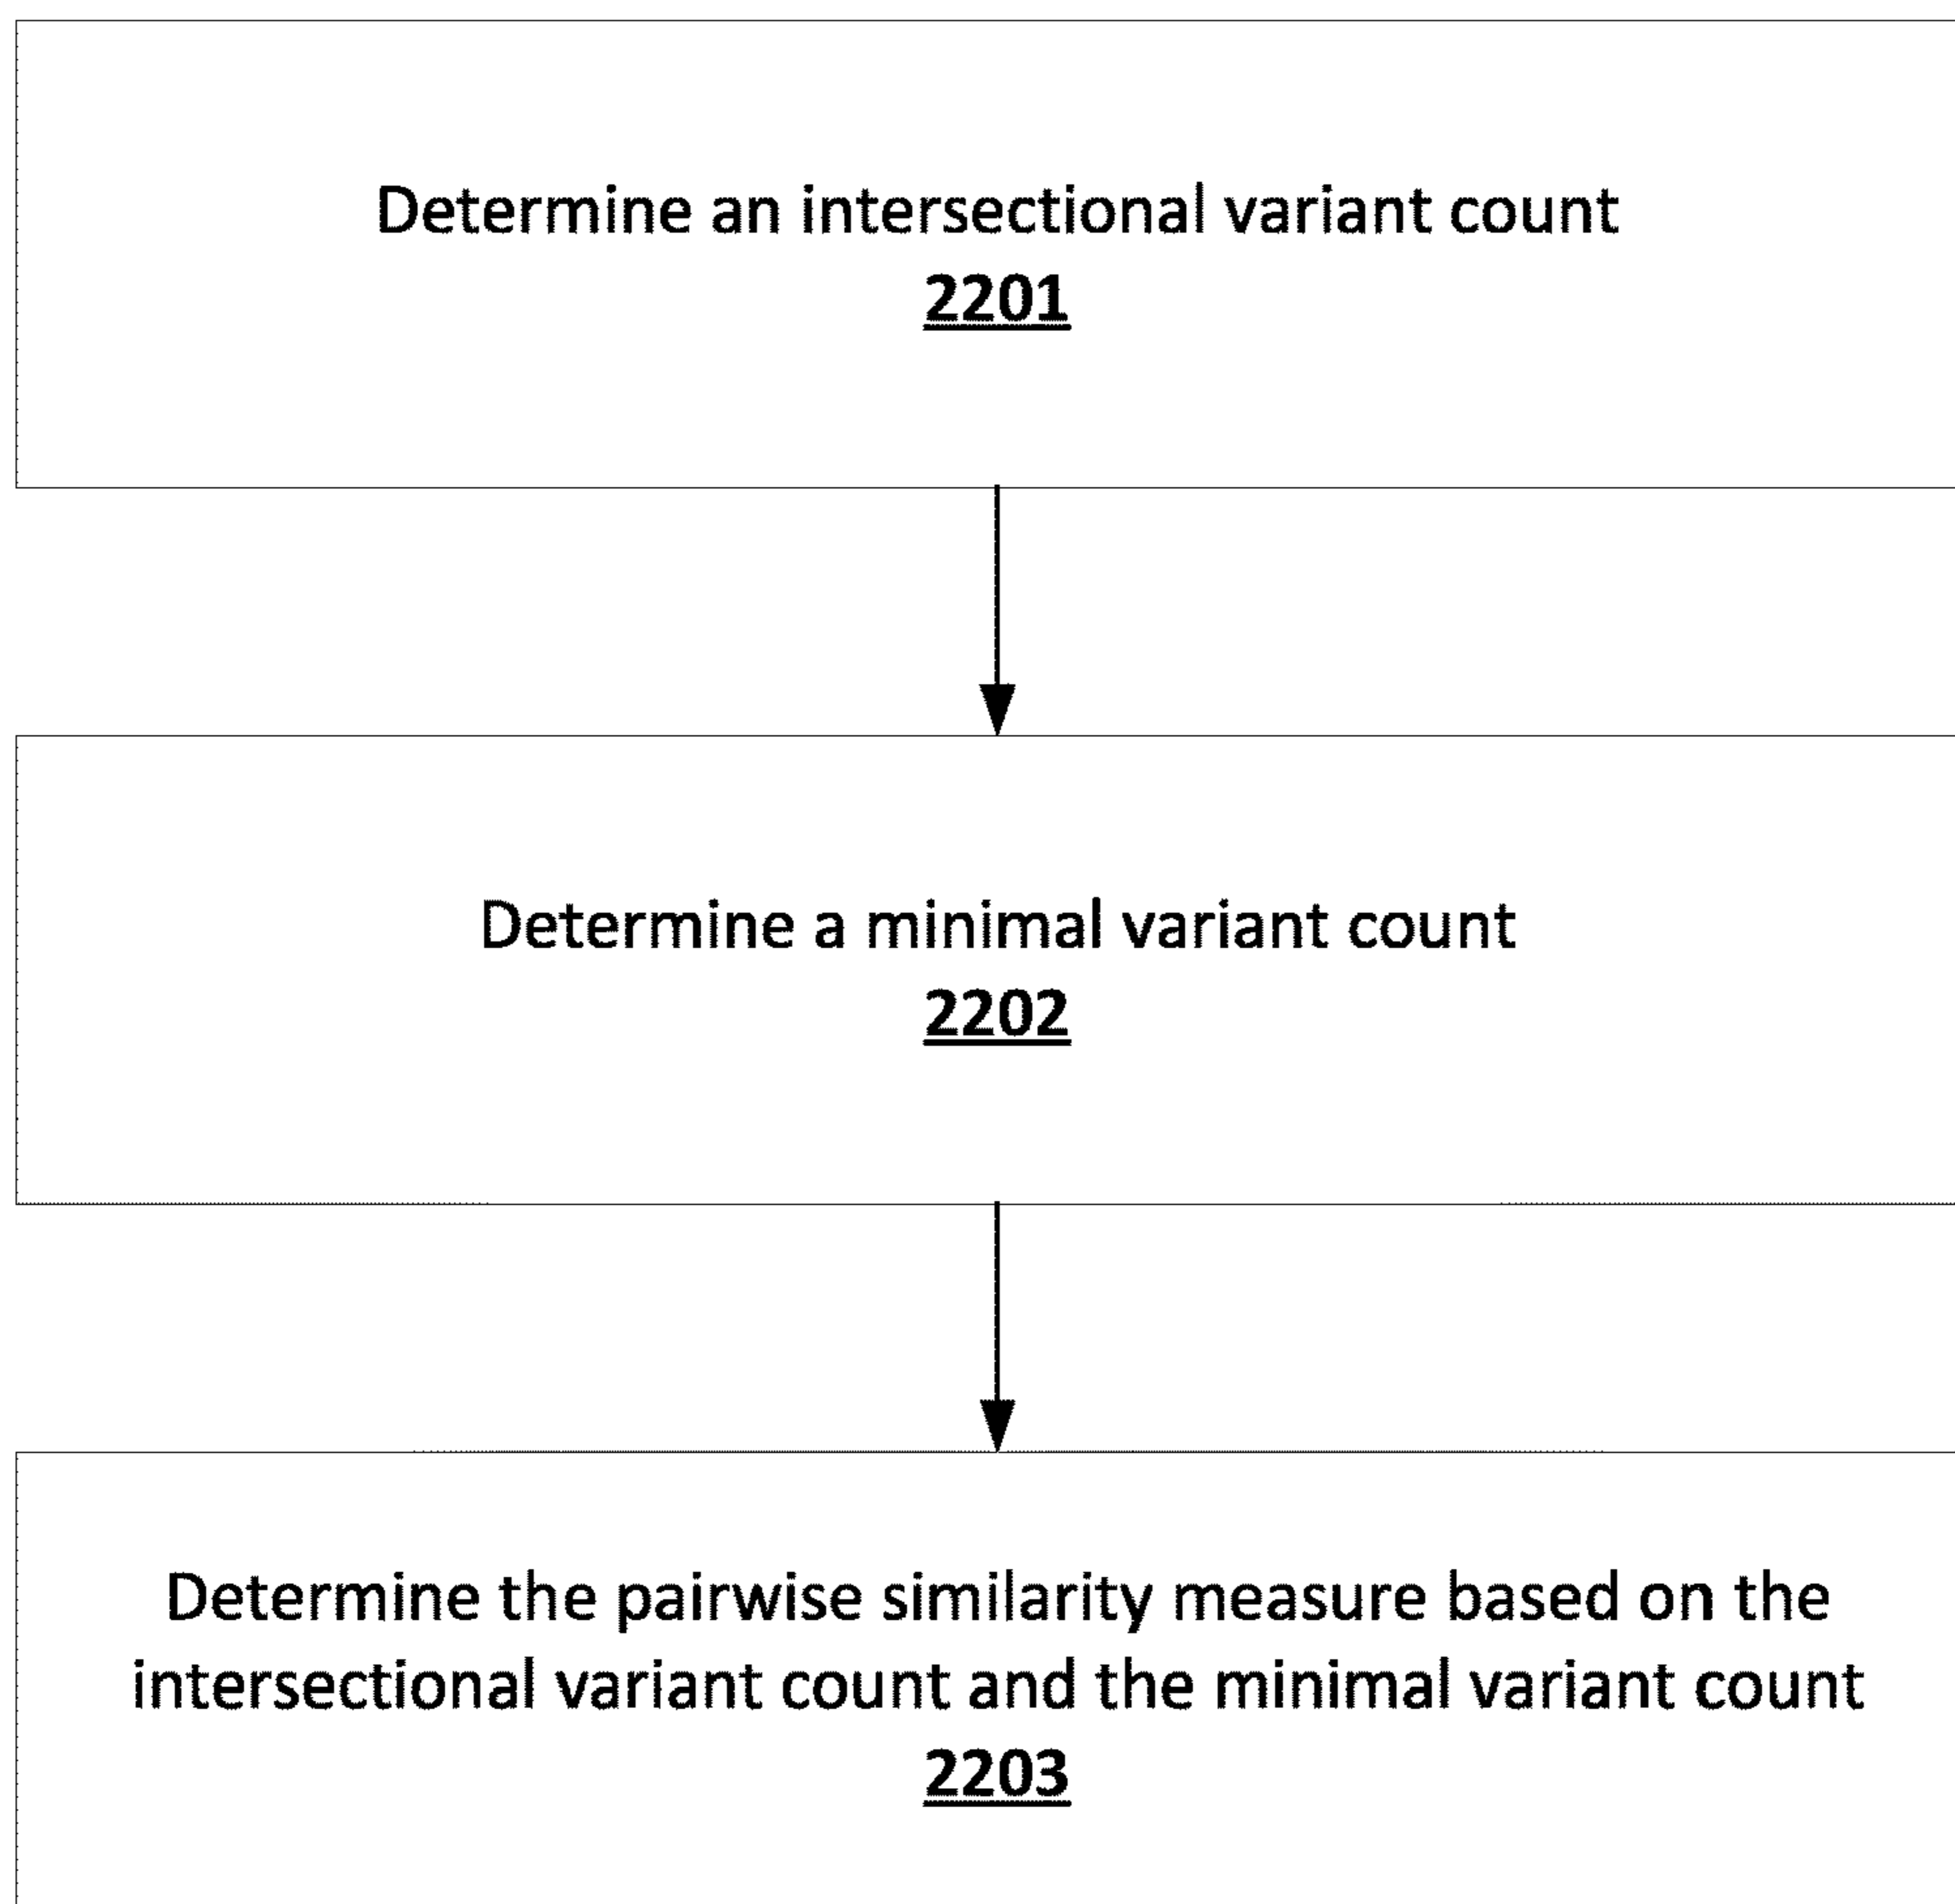 Determine an intersectional variant count
2201
Determine a minimal variant count
2202
Determine the pairwise similarity measure based on the
intersectional variant count and the minimal variant count
2203